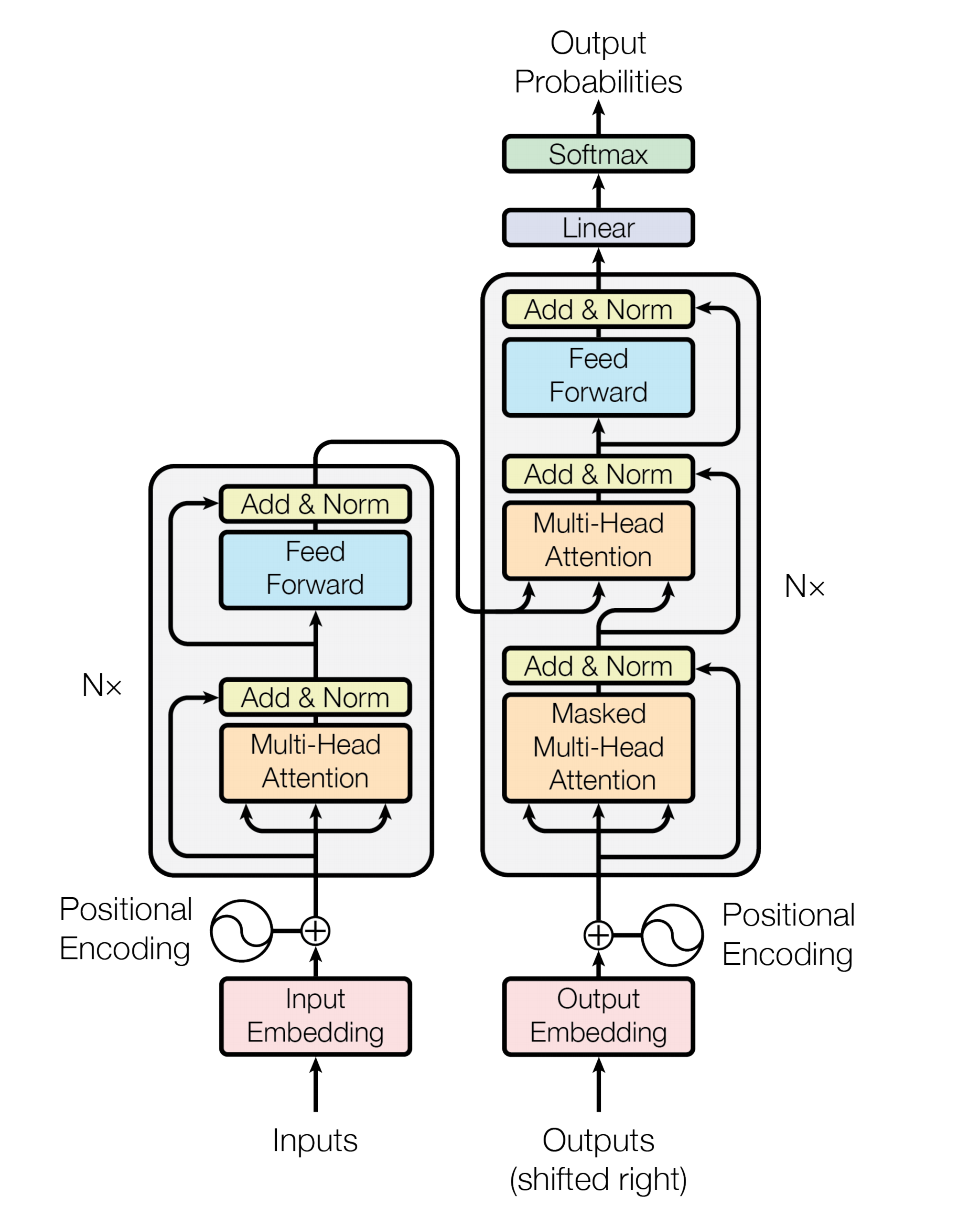 Output
Probabilities
Softmax
Linear
Add & Norm
Feed
Forward
Add & Norm
Multi-Head
Attention
Add & Norm
Masked
Multi-Head
Attention
N×
Add & Norm
Feed
Forward
Add & Norm
Multi-Head
Attention
N×
Positional
Encoding
Positional
Encoding
Input
Embedding
Output
Embedding
Inputs
Outputs
(shifted right)